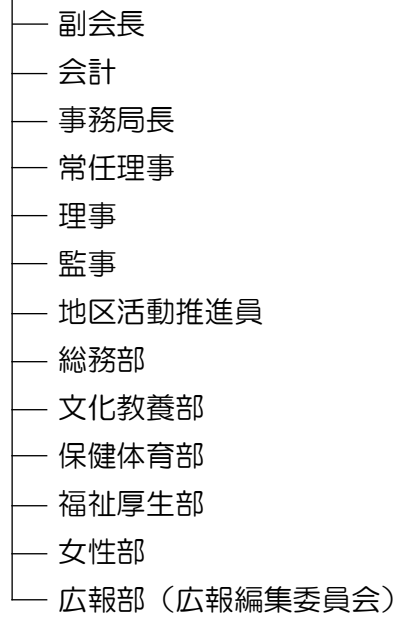 副会長
会計
事務局長
常任理事
理事
監事
地区活動推進員
総務部
文化教養部
保健体育部
福祉厚生部
女性部
広報部（広報編集委員会）